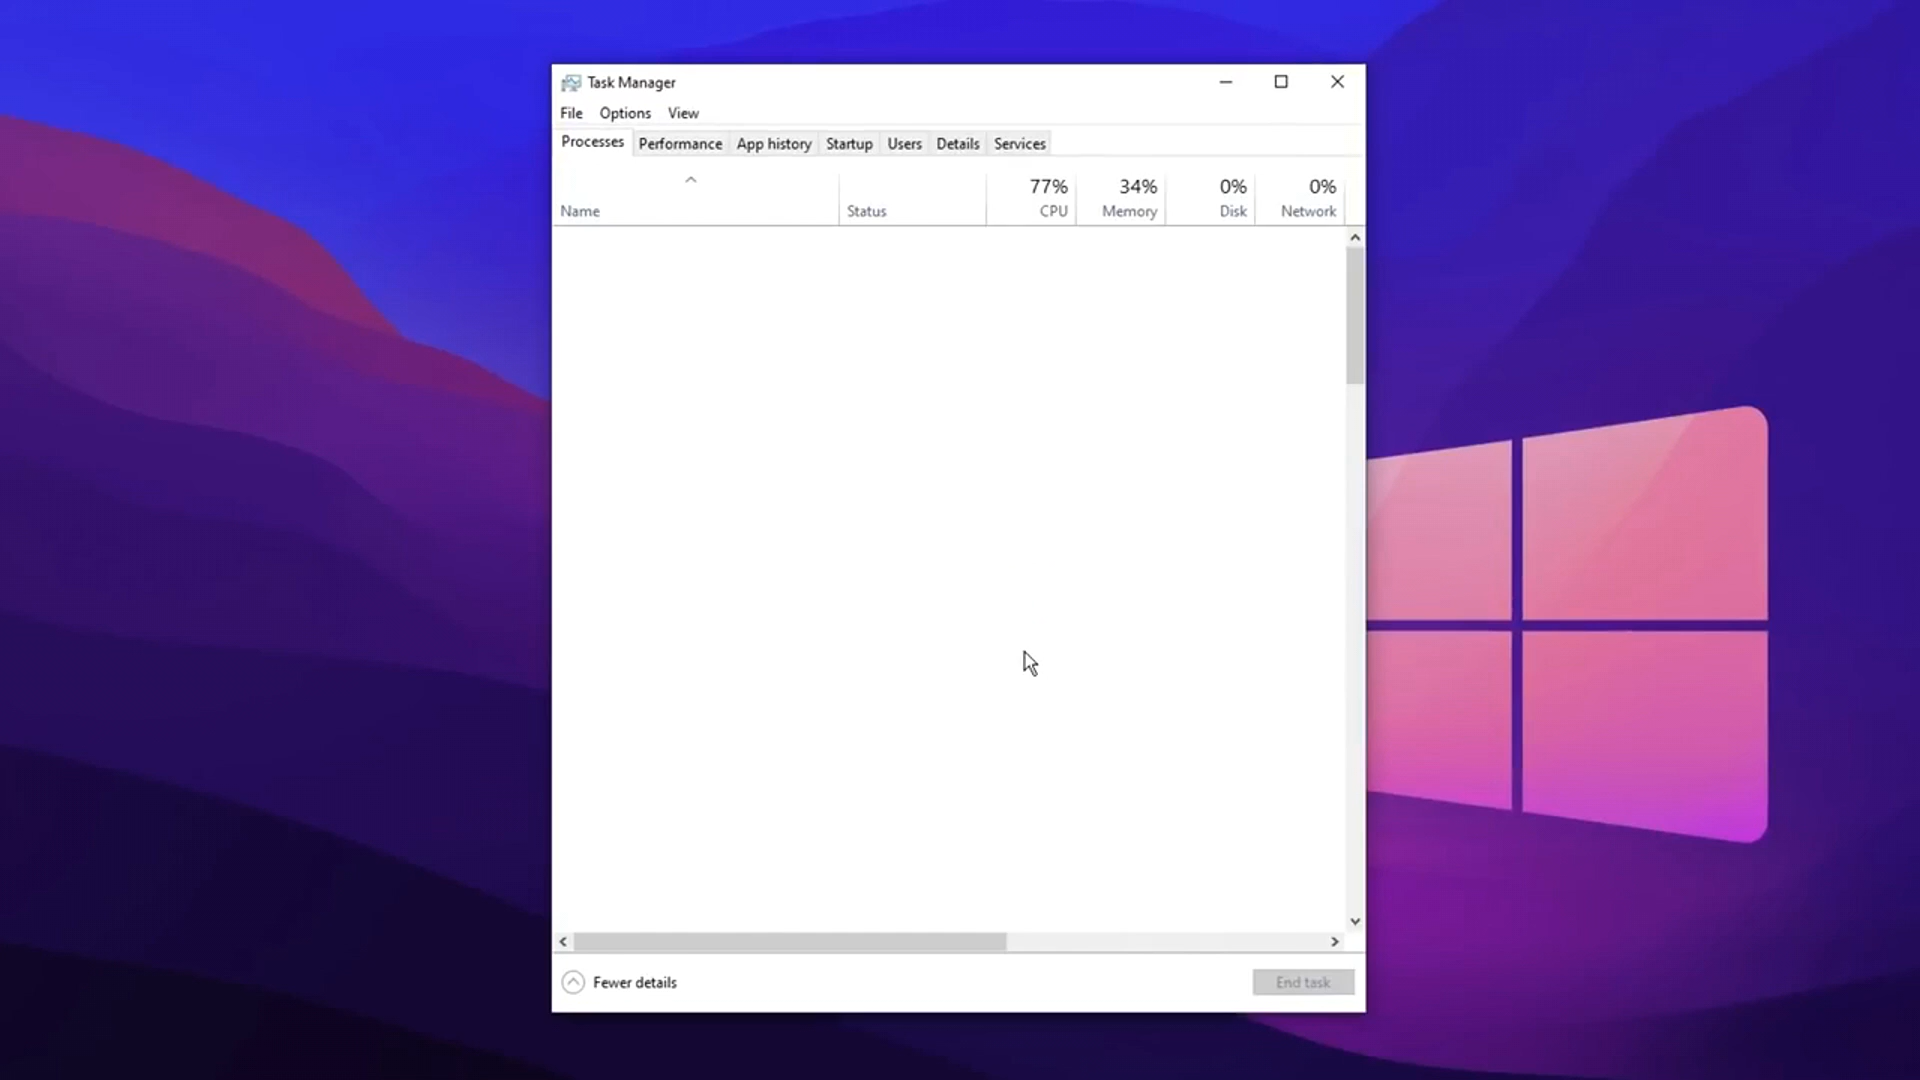 Task Manager
File Options View
Processes Performance App history Startup Users Details Services
77% 34% 0% 0%
Name Status CPU Memory Disk Network
Fewer details End task